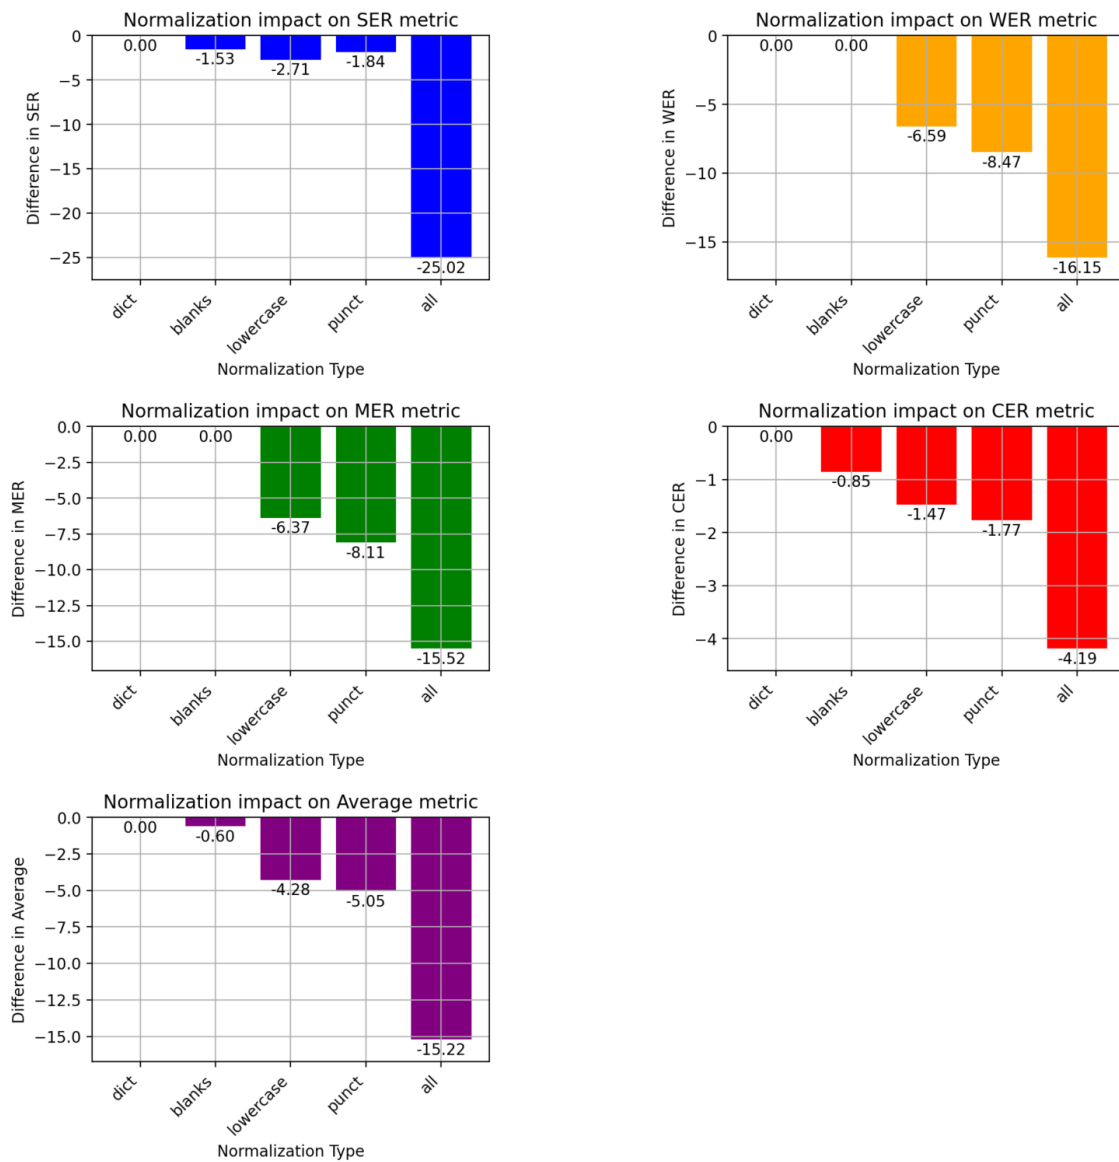 Normalization impact on SER metric
Difference in SER
0
−5
−10
−15
−20
−25
0.00
-1.53
-2.71
-1.84
-25.02
dict
blanks
lowercase
punct
all
Normalization Type
Normalization impact on WER metric
Difference in WER
0
−5
−10
−15
0.00
0.00
-6.59
-8.47
-16.15
dict
blanks
lowercase
punct
all
Normalization Type
Normalization impact on MER metric
Difference in MER
0.0
−2.5
−5.0
−7.5
−10.0
−12.5
−15.0
0.00
0.00
-6.37
-8.11
-15.52
dict
blanks
lowercase
punct
all
Normalization Type
Normalization impact on CER metric
Difference in CER
0
−1
−2
−3
−4
0.00
-0.85
-1.47
-1.77
-4.19
dict
blanks
lowercase
punct
all
Normalization Type
Normalization impact on Average metric
Difference in Average
0.0
−2.5
−5.0
−7.5
−10.0
−12.5
−15.0
0.00
-0.60
-4.28
-5.05
-15.22
dict
blanks
lowercase
punct
all
Normalization Type